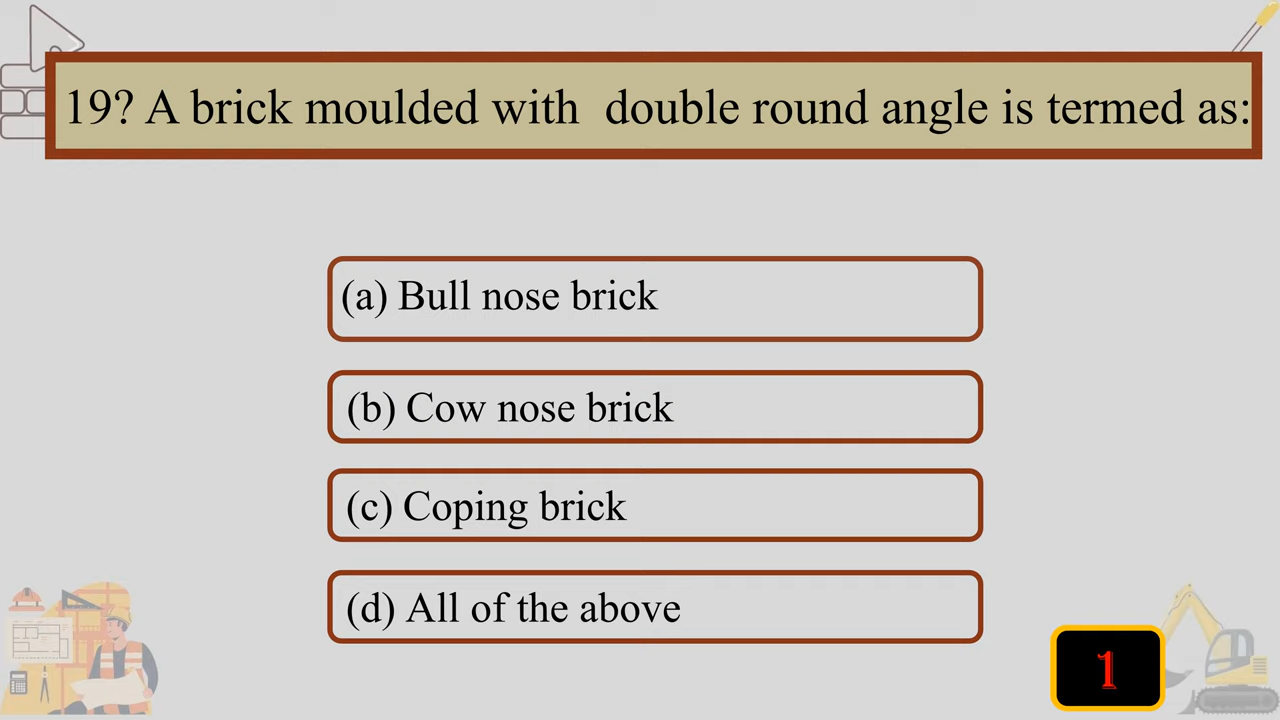 19? A brick moulded with  double round angle is termed as:
(a) Bull nose brick
(b) Cow nose brick
(c) Coping brick
(d) All of the above
1